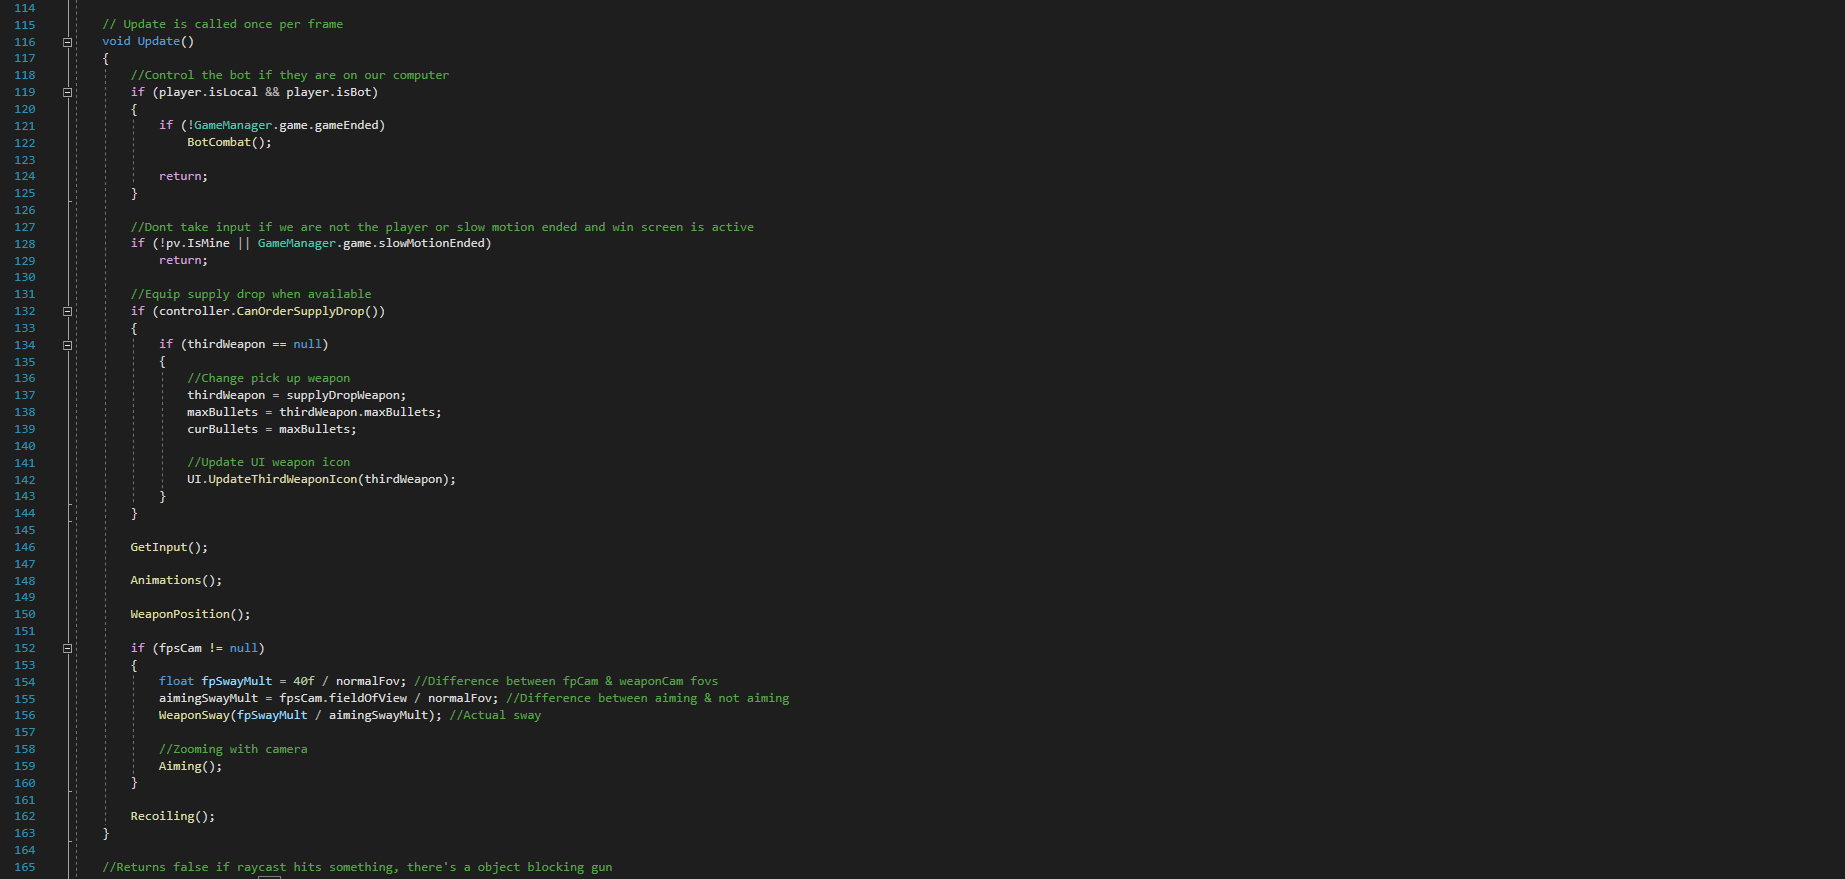 114
115 // Update is called once per frame
116 void Update()
117 {
118 //Control the bot if they are on our computer
119 if (player.isLocal && player.isBot)
120 {
121 if (!GameManager.game.gameEnded)
122 BotCombat();
123
124 return;
125 }
126
127 //Dont take input if we are not the player or slow motion ended and win screen is active
128 if (!pv.IsMine || GameManager.game.slowMotionEnded)
129 return;
130
131 //Equip supply drop when available
132 if (controller.CanOrderSupplyDrop())
133 {
134 if (thirdWeapon == null)
135 {
136 //Change pick up weapon
137 thirdWeapon = supplyDropWeapon;
138 maxBullets = thirdWeapon.maxBullets;
139 curBullets = maxBullets;
140
141 //Update UI weapon icon
142 UI.UpdateThirdWeaponIcon(thirdWeapon);
143 }
144 }
145
146 GetInput();
147
148 Animations();
149
150 WeaponPosition();
151
152 if (fpsCam != null)
153 {
154 float fpSwayMult = 40f / normalFov; //Difference between fpCam & weaponCam fovs
155 aimingSwayMult = fpsCam.fieldOfView / normalFov; //Difference between aiming & not aiming
156 WeaponSway(fpSwayMult / aimingSwayMult); //Actual sway
157
158 //Zooming with camera
159 Aiming();
160 }
161
162 Recoiling();
163 }
164
165 //Returns false if raycast hits something, there's a object blocking gun